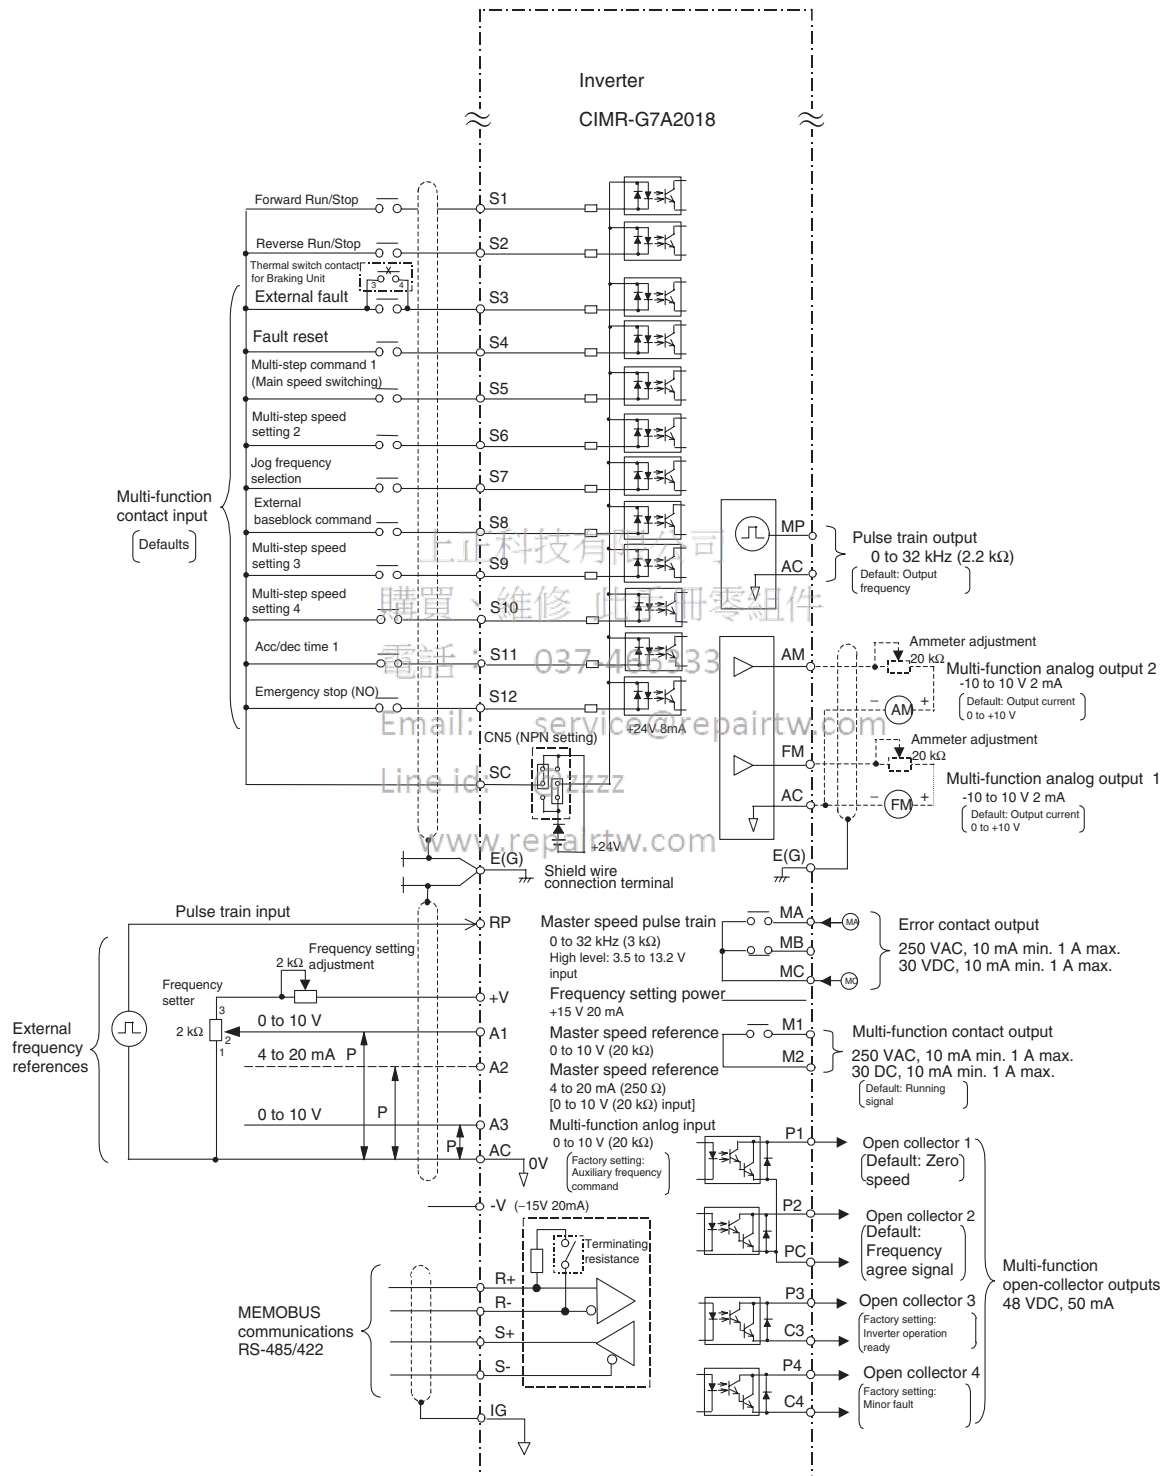 Inverter
CIMR-G7A2018
Forward Run/Stop
S1
Reverse Run/Stop
S2
Thermal switch contact
for Braking Unit
3
4
External fault
S3
Fault reset
S4
Multi-step command 1
(Main speed switching)
S5
Multi-step speed
setting 2
S6
Jog frequency
selection
S7
External
baseblock command
S8
Multi-step speed
setting 3
S9
Multi-step speed
setting 4
S10
Acc/dec time 1
S11
Emergency stop (NO)
S12
Multi-function
contact input
Defaults
+24V 8mA
CN5 (NPN setting)
SC
+24V
E(G)
Shield wire
connection terminal
上正科技有限公司
購買、維修 此手冊零組件
電話： 037-466333
Email: service@repairtw.com
Line id: @zzzz
www.repairtw.com
MP
AC
Pulse train output
0 to 32 kHz (2.2 kΩ)
Default: Output
frequency
AM
Ammeter adjustment
20 kΩ
Multi-function analog output 2
-10 to 10 V 2 mA
Default: Output current
0 to +10 V
− AM +
FM
Ammeter adjustment
20 kΩ
Multi-function analog output 1
-10 to 10 V 2 mA
Default: Output current
0 to +10 V
− FM +
AC
E(G)
Pulse train input
RP
Master speed pulse train
0 to 32 kHz (3 kΩ)
High level: 3.5 to 13.2 V
input
Frequency setting
adjustment
2 kΩ
Frequency
setter
2 kΩ
3
2
1
+V
Frequency setting power
+15 V 20 mA
0 to 10 V
A1
Master speed reference
0 to 10 V (20 kΩ)
4 to 20 mA
P
A2
Master speed reference
4 to 20 mA (250 Ω)
[0 to 10 V (20 kΩ) input]
P
0 to 10 V
A3
Multi-function anlog input
0 to 10 V (20 kΩ)
Factory setting:
Auxiliary frequency
command
P
AC
0V
External
frequency
references
-V
(−15V 20mA)
Terminating
resistance
R+
R-
S+
S-
IG
MEMOBUS
communications
RS-485/422
MA
MA
MB
MC
MC
Error contact output
250 VAC, 10 mA min. 1 A max.
30 VDC, 10 mA min. 1 A max.
M1
M2
Multi-function contact output
250 VAC, 10 mA min. 1 A max.
30 DC, 10 mA min. 1 A max.
Default: Running
signal
P1
Open collector 1
Default: Zero
speed
P2
Open collector 2
Default:
Frequency
agree signal
PC
P3
Open collector 3
Factory setting:
Inverter operation
ready
C3
P4
Open collector 4
Factory setting:
Minor fault
C4
Multi-function
open-collector outputs
48 VDC, 50 mA